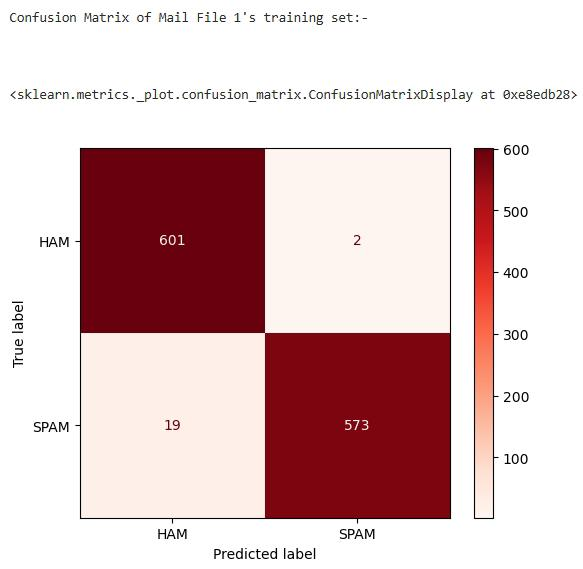 Confusion Matrix of Mail File 1's training set:-
<sklearn.metrics._plot.confusion_matrix.ConfusionMatrixDisplay at 0xe8edb28>
600
500
400
300
200
100
True label
HAM
601
2
SPAM
19
573
HAM
SPAM
Predicted label